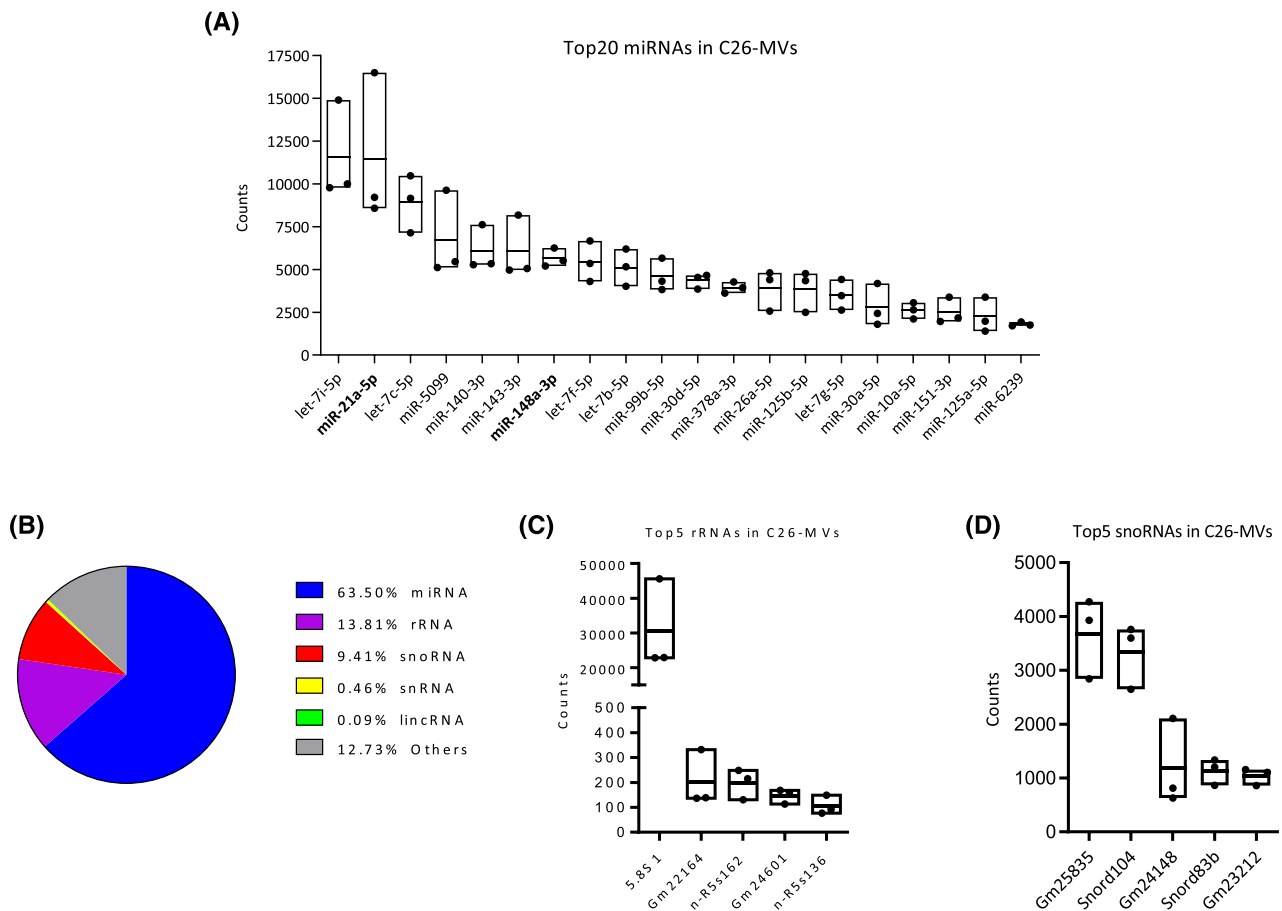 (A)
Top20 miRNAs in C26-MVs
Counts
17500
15000
12500
10000
7500
5000
2500
0
let-7i-5p
miR-21a-5p
let-7c-5p
miR-5099
miR-140-3p
miR-143-3p
miR-148a-3p
let-7f-5p
let-7b-5p
miR-99b-5p
miR-30d-5p
miR-378a-3p
miR-26a-5p
miR-125b-5p
let-7g-5p
miR-30a-5p
miR-10a-5p
miR-151-3p
miR-125a-5p
miR-6239
(B)
63.50% miRNA
13.81% rRNA
9.41% snoRNA
0.46% snRNA
0.09% lincRNA
12.73% Others
(C)
Top5 rRNAs in C26-MVs
Counts
50000
40000
30000
20000
500
400
300
200
100
0
5.8S1
Gm22164
n-R5s162
Gm24601
n-R5s136
(D)
Top5 snoRNAs in C26-MVs
Counts
5000
4000
3000
2000
1000
0
Gm25835
Snord104
Gm24148
Snord83b
Gm23212